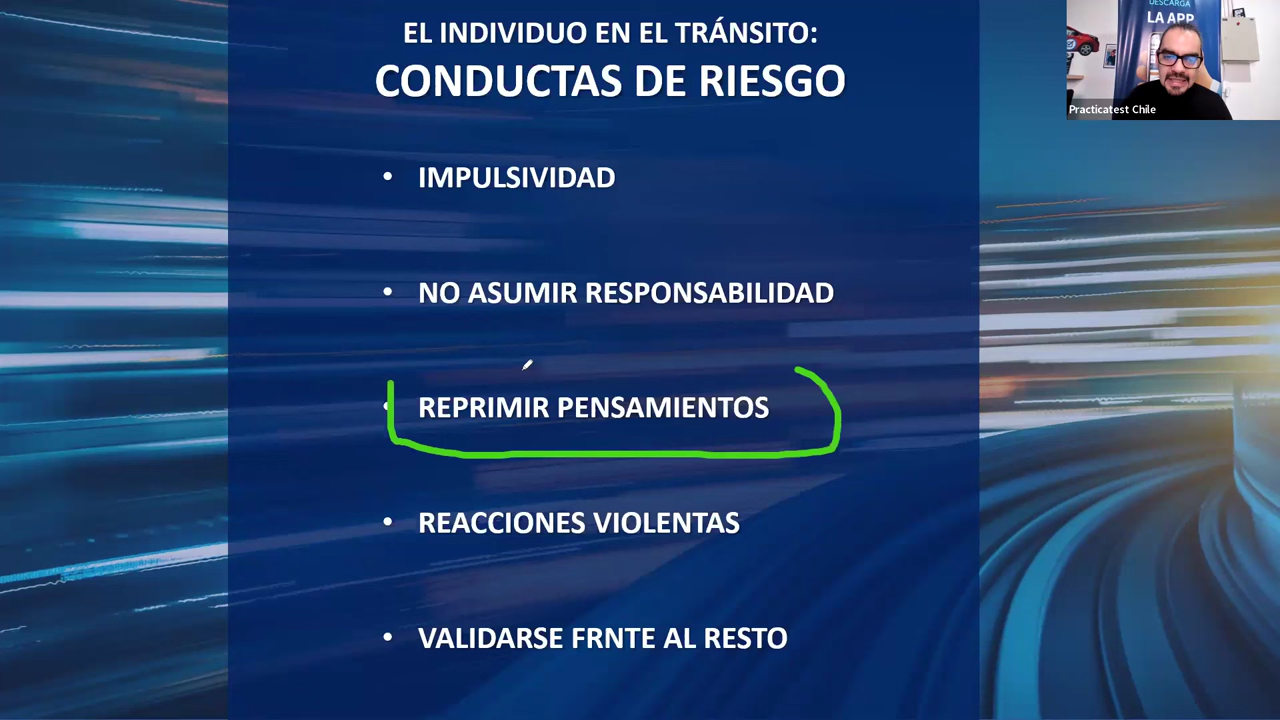 EL INDIVIDUO EN EL TRÁNSITO:
CONDUCTAS DE RIESGO
• IMPULSIVIDAD
• NO ASUMIR RESPONSABILIDAD
• REPRIMIR PENSAMIENTOS
• REACCIONES VIOLENTAS
• VALIDARSE FRNTE AL RESTO
DESCARGA
LA APP
Practicatest Chile